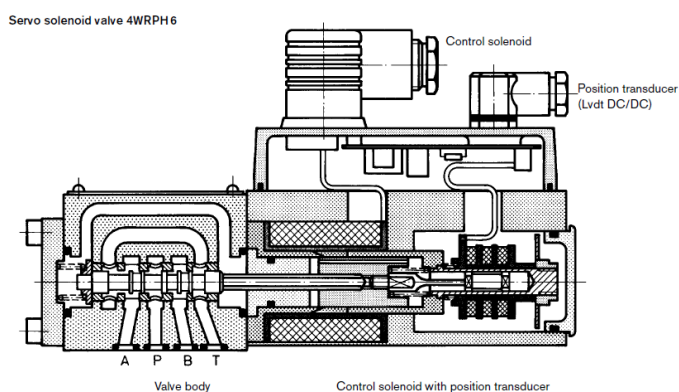 Servo solenoid valve 4WRPH 6
Control solenoid
Position transducer
(Lvdt DC/DC)
A P B T
Valve body
Control solenoid with position transducer